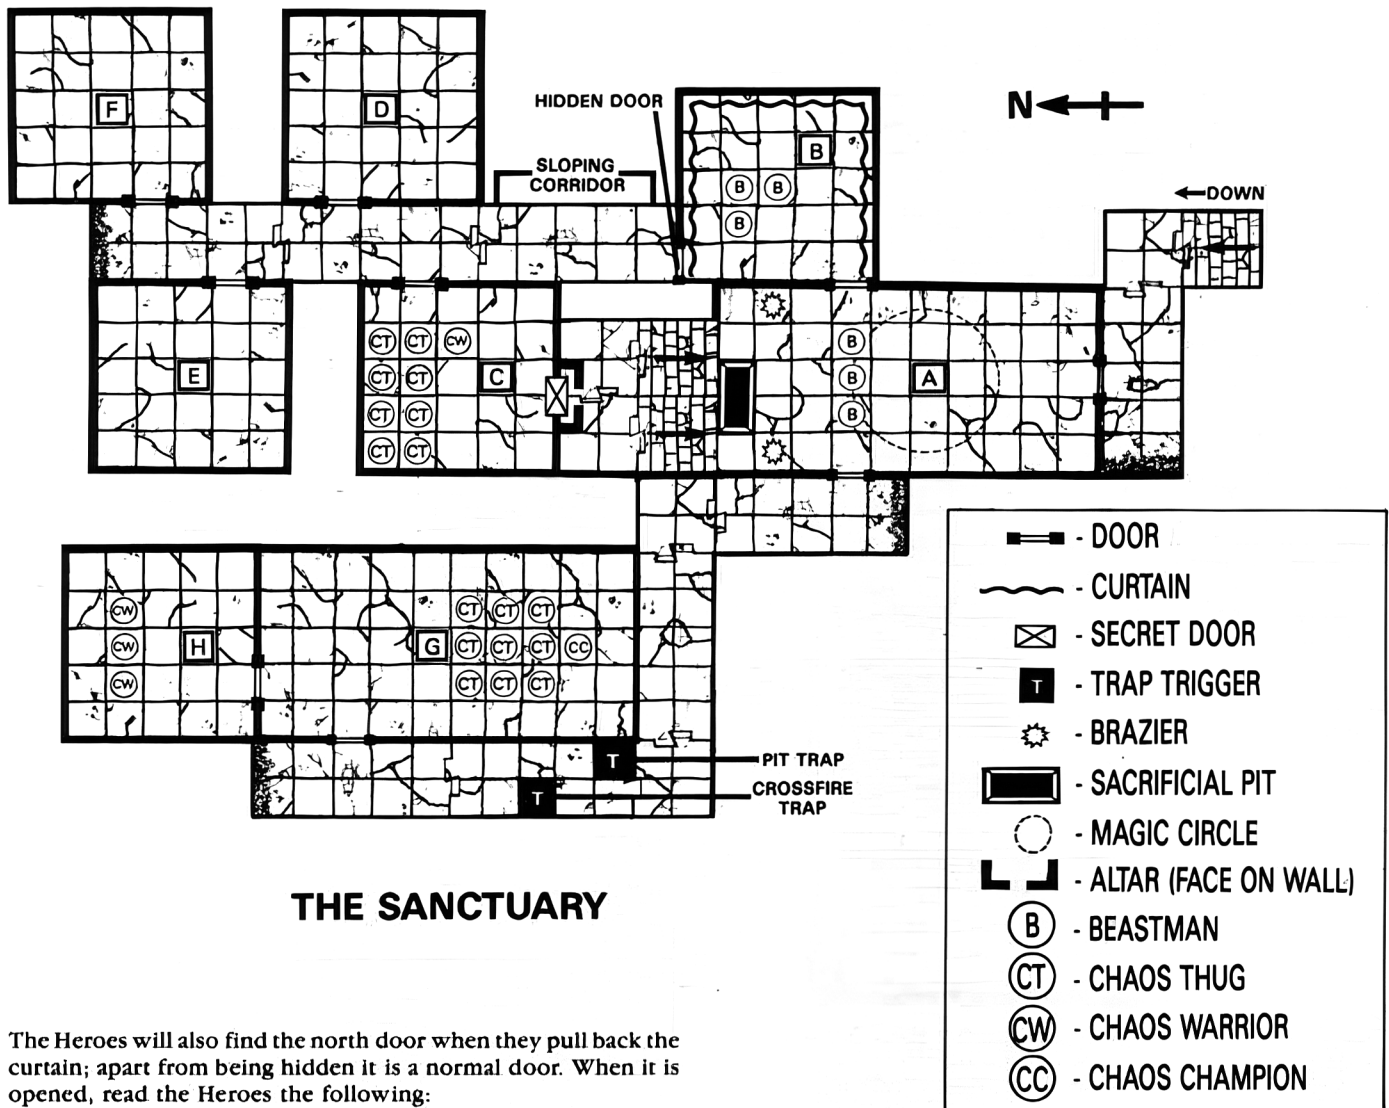 F
D
HIDDEN DOOR
N
B
SLOPING
CORRIDOR
B B
B
DOWN
E
CT CT CW
CT CT
CT CT
CT CT
C
B
B
B
A
CW
CW
CW
H
G
CT CT CT
CT CT CT CC
CT CT CT
T
PIT TRAP
T
CROSSFIRE
TRAP
- DOOR
- CURTAIN
- SECRET DOOR
T - TRAP TRIGGER
- BRAZIER
- SACRIFICIAL PIT
- MAGIC CIRCLE
- ALTAR (FACE ON WALL)
B - BEASTMAN
CT - CHAOS THUG
CW - CHAOS WARRIOR
CC - CHAOS CHAMPION
THE SANCTUARY
The Heroes will also find the north door when they pull back the
curtain; apart from being hidden it is a normal door. When it is
opened, read the Heroes the following: